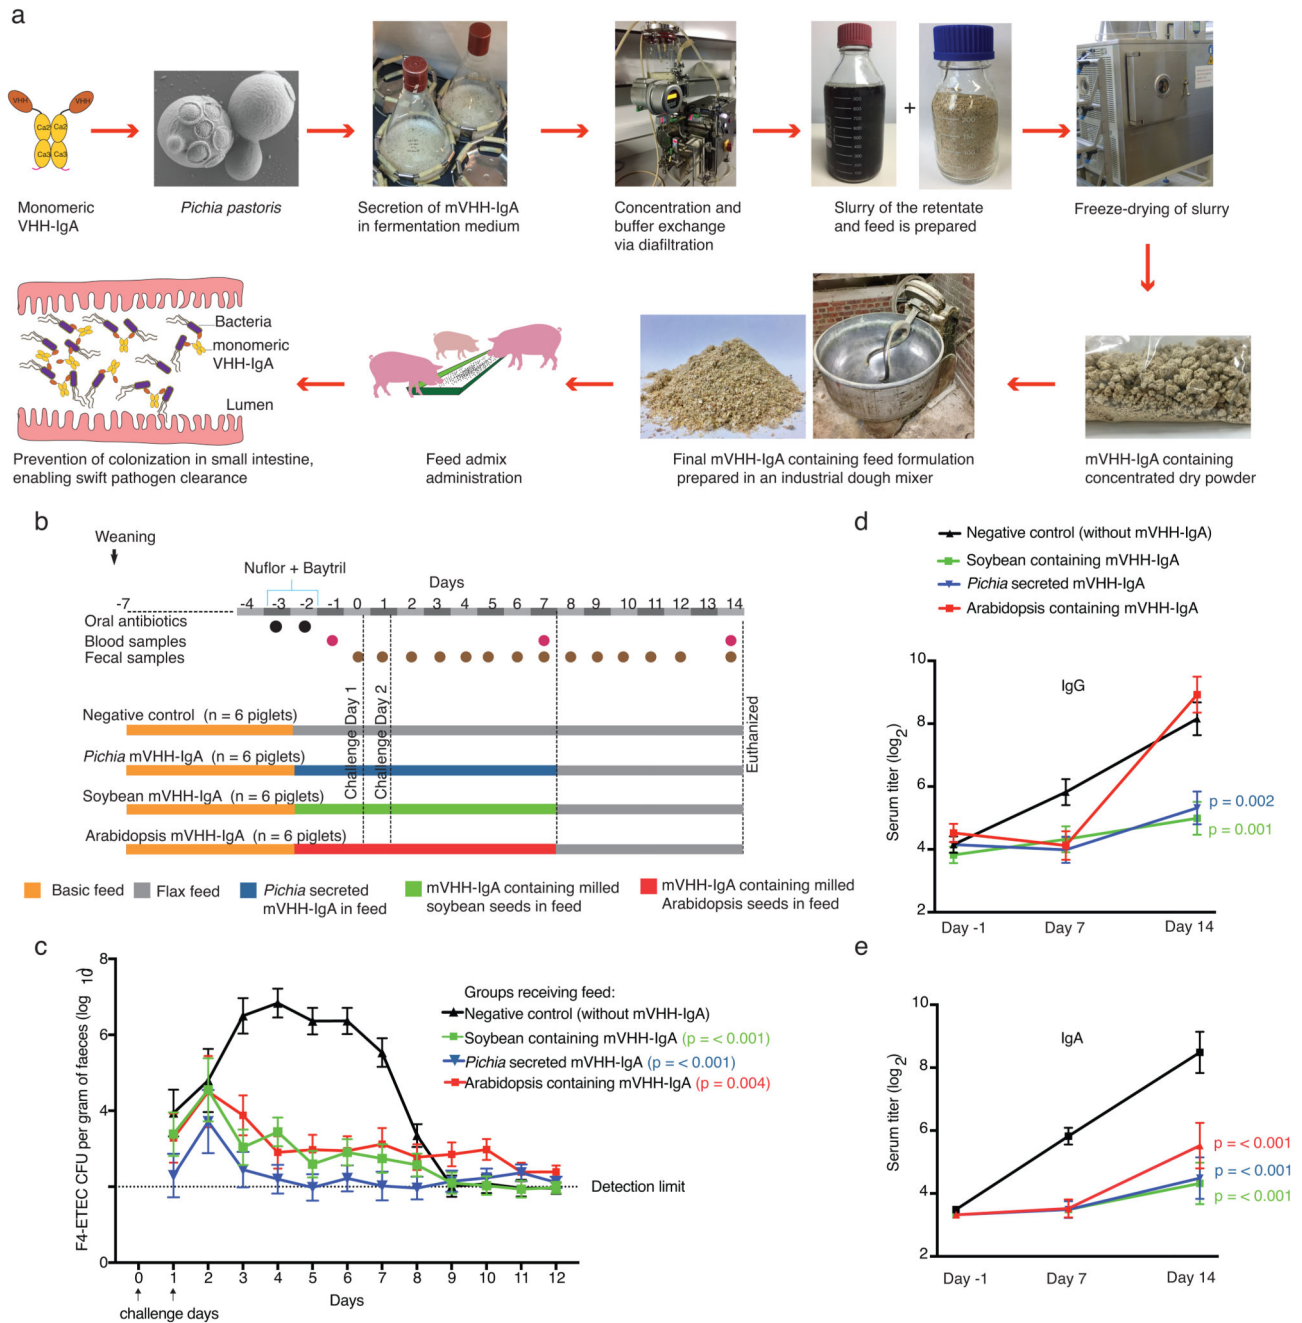 a
VHH
VHH
Ca2
Ca2
Ca3
Ca3
+
Monomeric
VHH-IgA
Pichia pastoris
Secretion of mVHH-IgA
in fermentation medium
Concentration and
buffer exchange
via diafiltration
Slurry of the retentate
and feed is prepared
Freeze-drying of slurry
Bacteria
monomeric
VHH-IgA
Lumen
Prevention of colonization in small intestine,
enabling swift pathogen clearance
Feed admix
administration
Final mVHH-IgA containing feed formulation
prepared in an industrial dough mixer
mVHH-IgA containing
concentrated dry powder
b
Weaning
Nuflor + Baytril
Days
-7 -4 -3 -2 -1 0 1 2 3 4 5 6 7 8 9 10 11 12 13 14
Oral antibiotics
Blood samples
Fecal samples
Challenge Day 1
Challenge Day 2
Euthanized
Negative control (n = 6 piglets)
Pichia mVHH-IgA (n = 6 piglets)
Soybean mVHH-IgA (n = 6 piglets)
Arabidopsis mVHH-IgA (n = 6 piglets)
Basic feed
Flax feed
Pichia secreted
mVHH-IgA in feed
mVHH-IgA containing milled
soybean seeds in feed
mVHH-IgA containing milled
Arabidopsis seeds in feed
c
F4-ETEC CFU per gram of faeces (log 10)
8
6
4
2
0
Groups receiving feed:
Negative control (without mVHH-IgA)
Soybean containing mVHH-IgA (p = < 0.001)
Pichia secreted mVHH-IgA (p = < 0.001)
Arabidopsis containing mVHH-IgA (p = 0.004)
Detection limit
0 1 2 3 4 5 6 7 8 9 10 11 12
challenge days
Days
d
Negative control (without mVHH-IgA)
Soybean containing mVHH-IgA
Pichia secreted mVHH-IgA
Arabidopsis containing mVHH-IgA
IgG
Serum titer (log2)
10
8
6
4
2
p = 0.002
p = 0.001
Day -1
Day 7
Day 14
e
IgA
Serum titer (log2)
10
8
6
4
2
p = < 0.001
p = < 0.001
p = < 0.001
Day -1
Day 7
Day 14